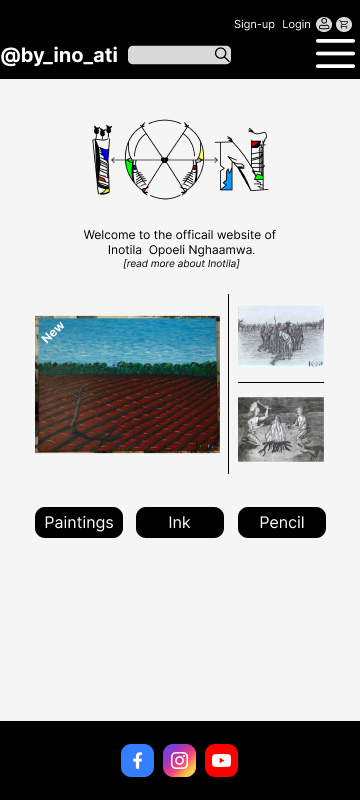 Sign-up Login
@by_ino_ati
ION
Welcome to the officail website of
Inotila Opoeli Nghaamwa.
[read more about Inotila]
New
Paintings Ink Pencil